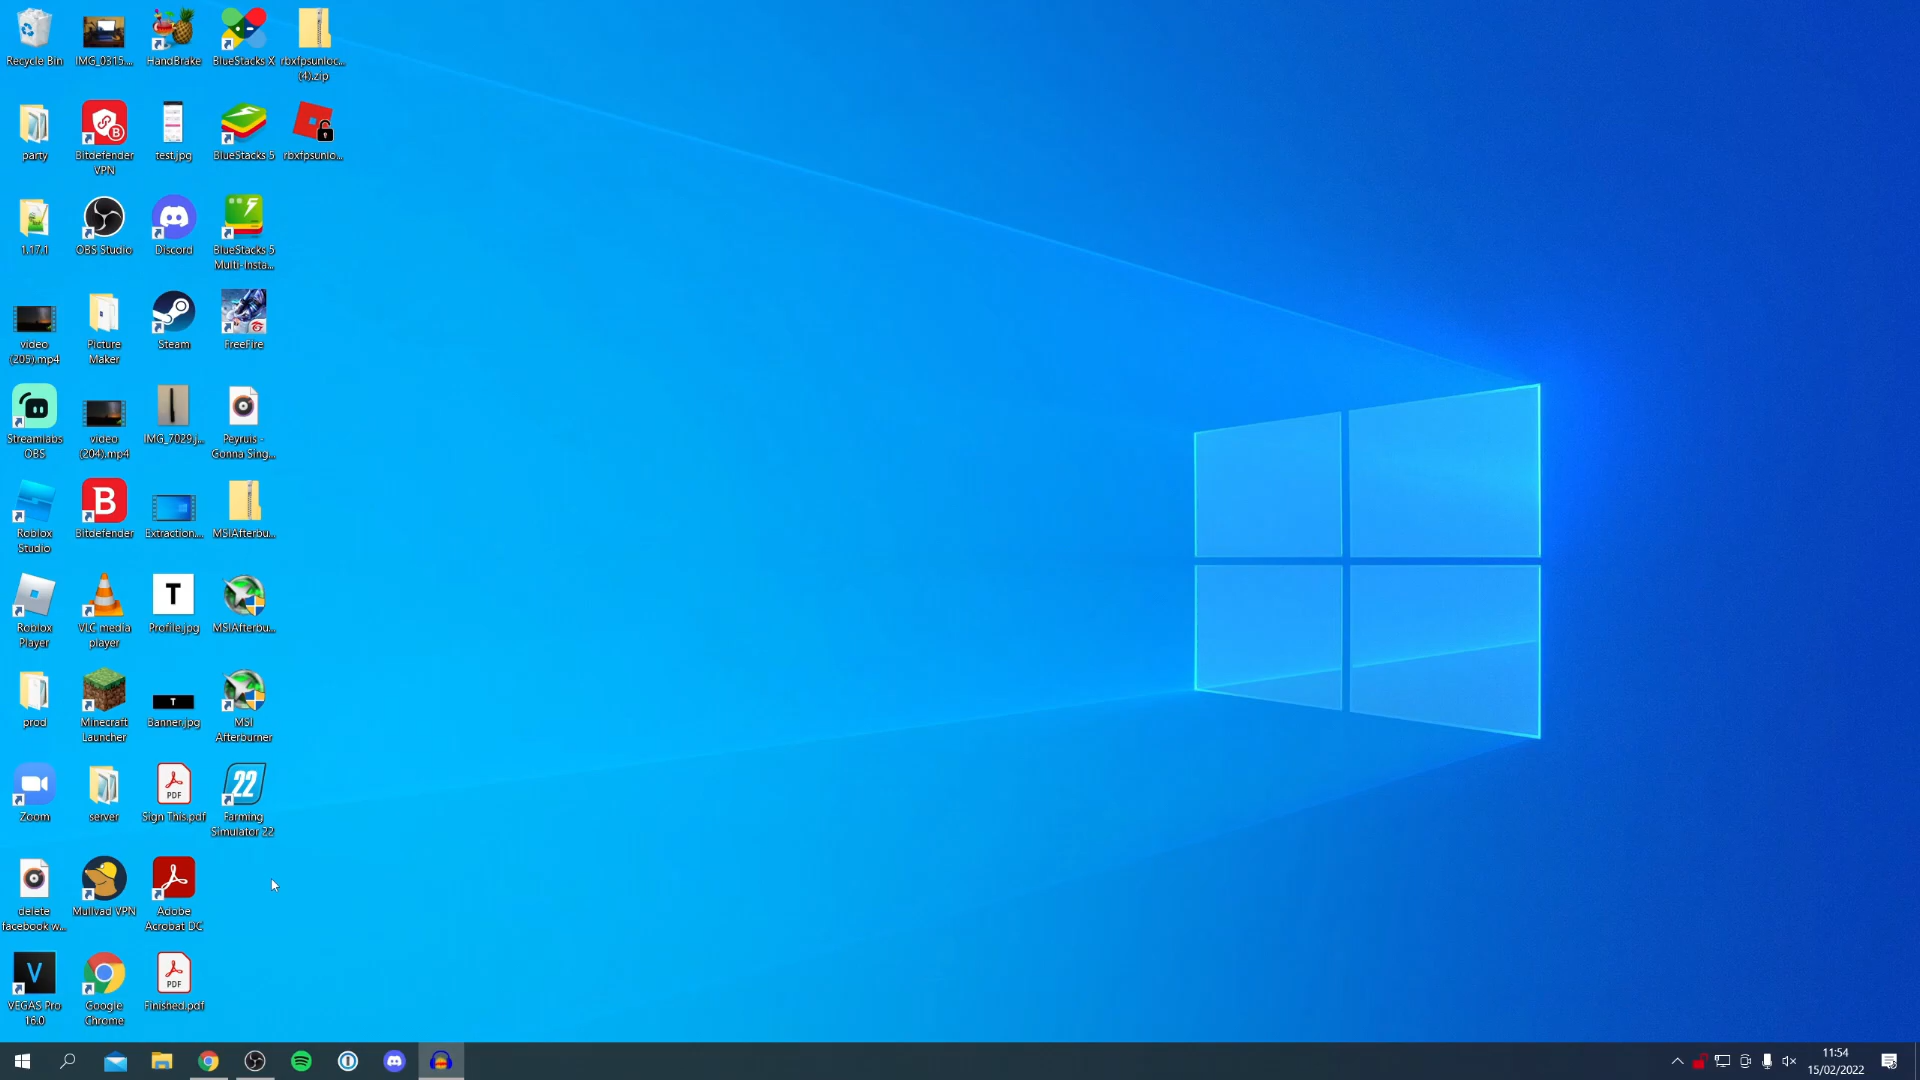 Recycle Bin
IMG_0315....
HandBrake
BlueStacks X
rbxfpsunloc...
(4).zip
party
Bitdefender
VPN
test.jpg
BlueStacks 5
rbxfpsunlo...
1.17.1
OBS Studio
Discord
BlueStacks 5
Multi-Insta...
video
(205).mp4
Picture
Maker
Steam
FreeFire
Streamlabs
OBS
video
(204).mp4
IMG_7029.j...
Peyruis -
Gonna Sing...
Roblox
Studio
B
Bitdefender
Extraction....
MSIAfterbu...
Roblox
Player
VLC media
player
T
Profile.jpg
MSIAfterbu...
prod
Minecraft
Launcher
T
Banner.jpg
MSI
Afterburner
Zoom
server
PDF
Sign This.pdf
22
Farming
Simulator 22
delete
facebook w...
Mullvad VPN
Adobe
Acrobat DC
V
VEGAS Pro
16.0
Google
Chrome
PDF
Finished.pdf
11:54
15/02/2022